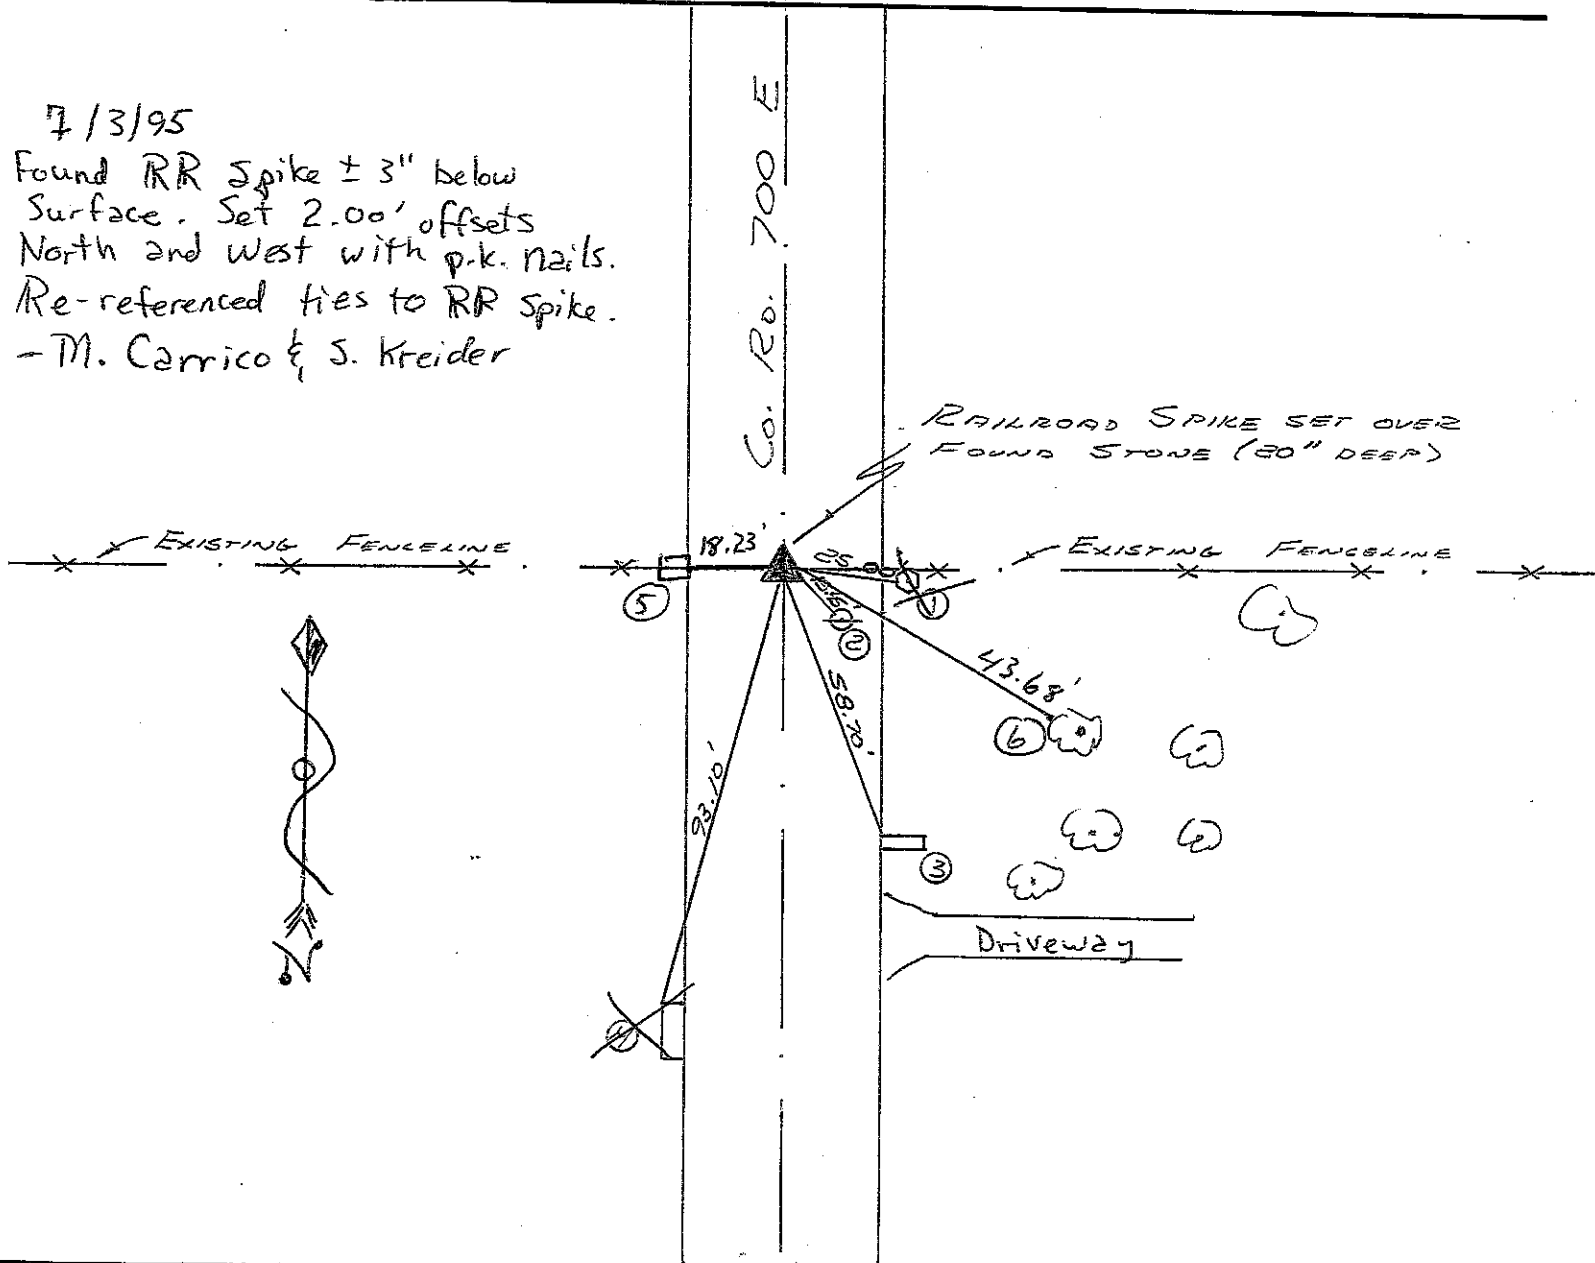 7/3/95
Found RR Spike ± 3" below
Surface. Set 2.00' offsets
North and West with p.k. nails.
Re-referenced ties to RR Spike.
- M. Carrico & S. Kreider
Co. Rd. 700 E
RAILROAD SPIKE SET OVER
FOUND STONE (20" DEEP)
EXISTING FENCELINE
18.23'
25.
EXISTING FENCELINE
5
1
2
43.68'
58.70'
6
93.10'
3
Driveway
4
N